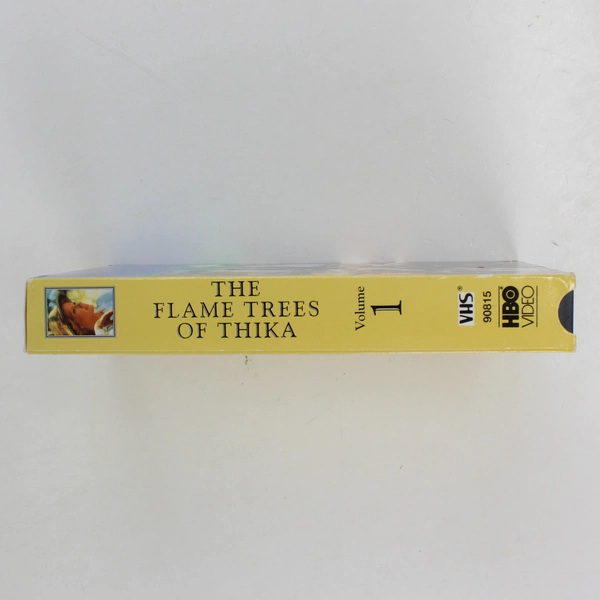 THE
FLAME TREES
OF THIKA
Volume
1
VHS®
90815
HBO®
VIDEO